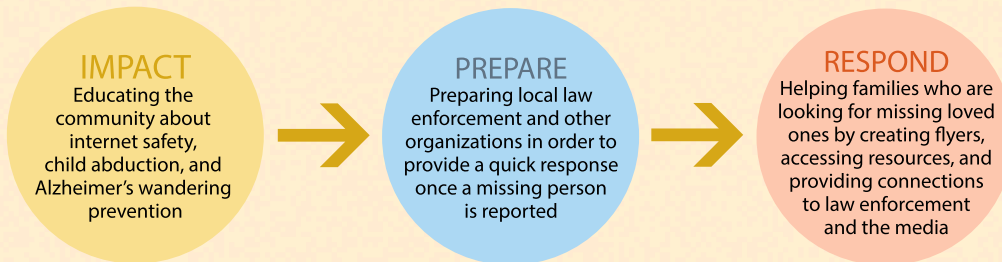 IMPACT
Educating the
community about
internet safety,
child abduction, and
Alzheimer's wandering
prevention
PREPARE
Preparing local law
enforcement and other
organizations in order to
provide a quick response
once a missing person
is reported
RESPOND
Helping families who are
looking for missing loved
ones by creating flyers,
accessing resources, and
providing connections
to law enforcement
and the media